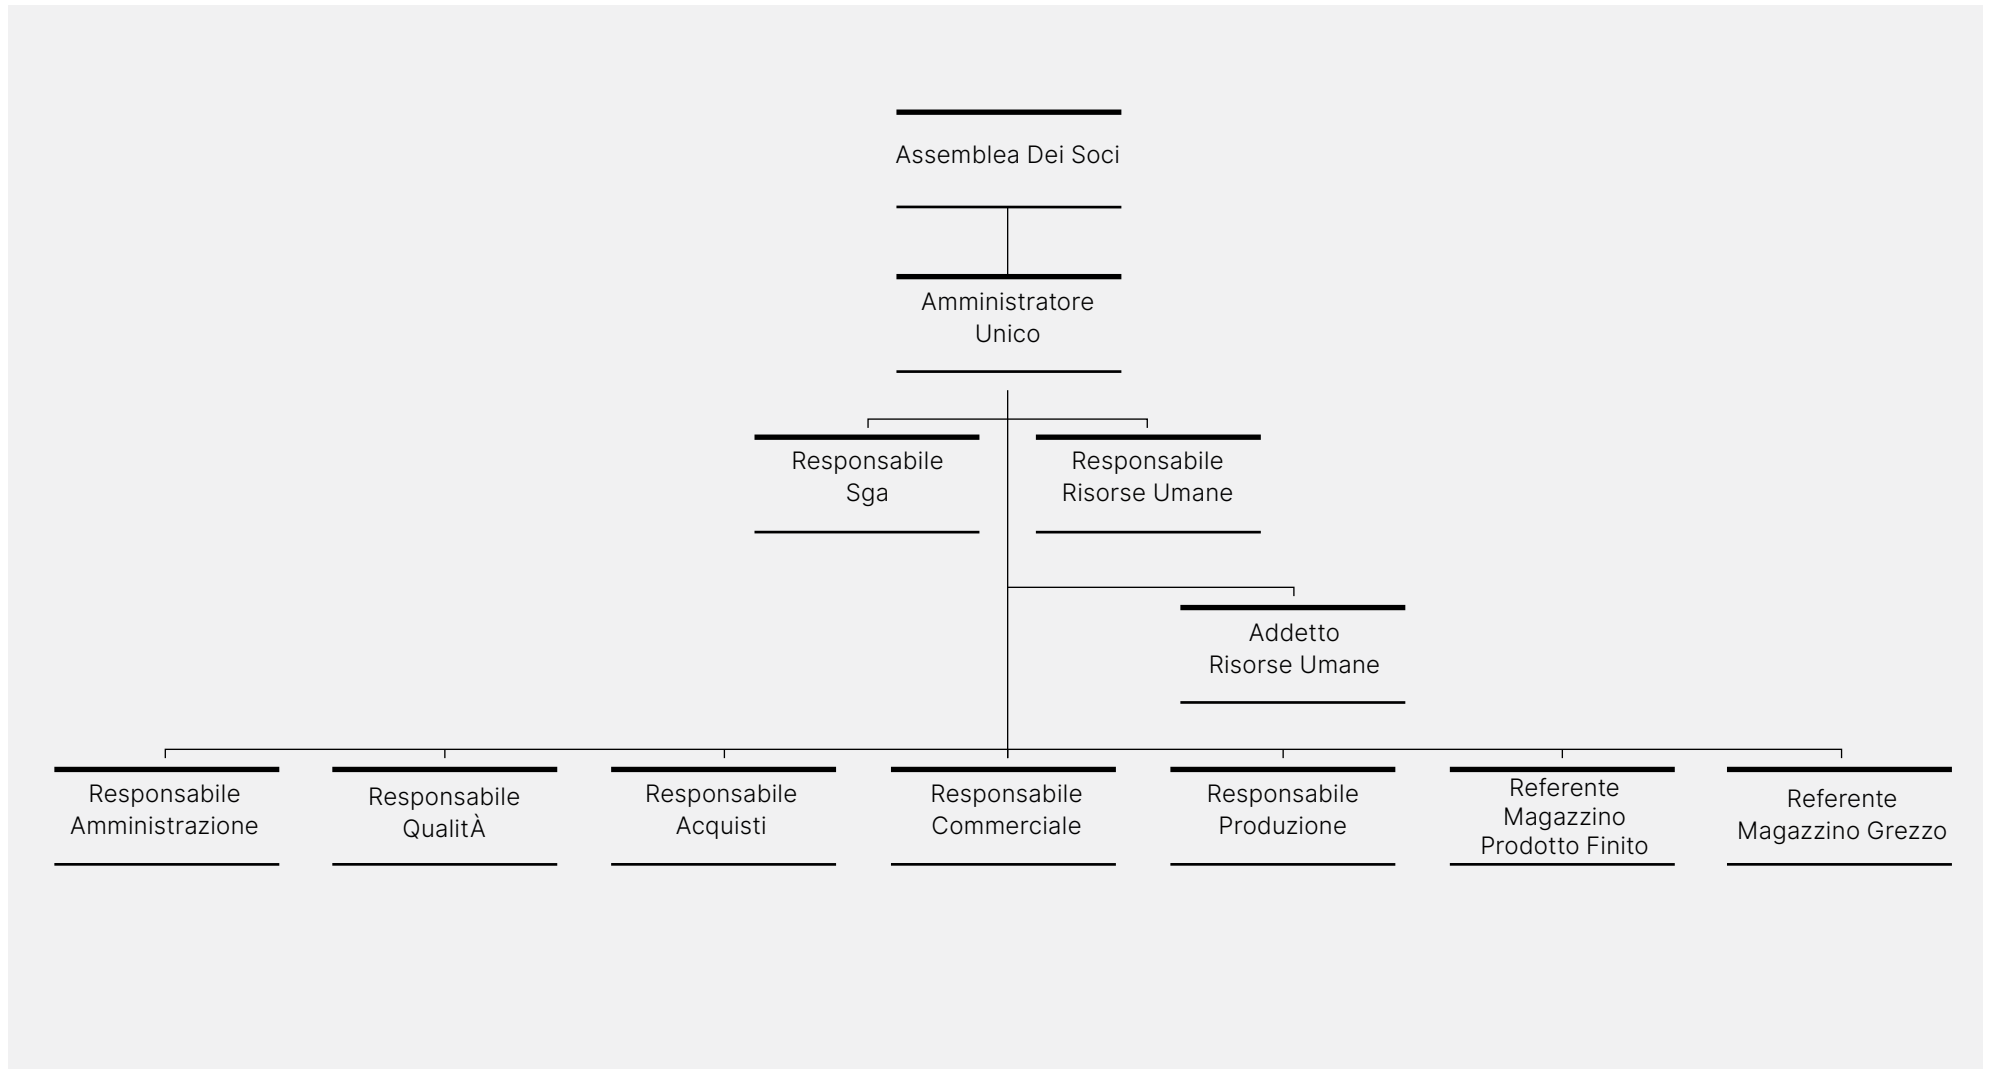 Assemblea Dei Soci
Amministratore
Unico
Responsabile
Sga
Responsabile
Risorse Umane
Addetto
Risorse Umane
Responsabile
Amministrazione
Responsabile
QualitÀ
Responsabile
Acquisti
Responsabile
Commerciale
Responsabile
Produzione
Referente
Magazzino
Prodotto Finito
Referente
Magazzino Grezzo